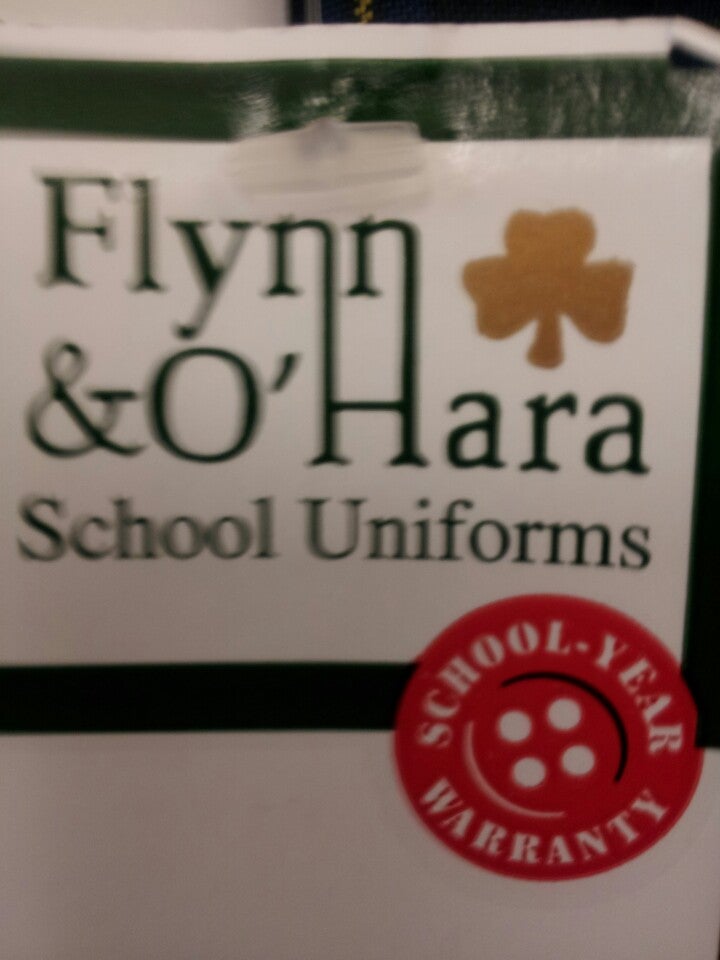 Flynn
&O'Hara
School Uniforms
SCHOOL-YEAR
WARRANTY